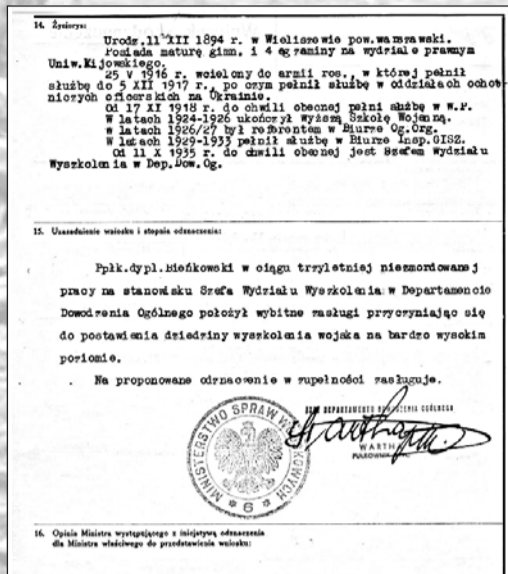 14. Życiorys:
Urodz.11 XII 1894 r. w Wieliszewie pow.warszawski.
Posiada maturę gimn. i 4 egzaminy na wydziale prawnym
Uniw.Kijowskiego.
25 V 1916 r. wcielony do armii ros., w której pełnił
służbę do 5 XII 1917 r., po czym pełnił służbę w oddziałach ochot
niczych oficerskich na Ukrainie.
Od 17 XI 1918 r. do chwili obecnej pełni służbę w W.P.
W latach 1924-1926 ukończył Wyższą Szkołę Wojenną.
w latach 1926/27 był referentem w Biurze Og.Org.
W latach 1929-1933 pełnił służbę w Biurze Insp.GISZ.
Od 11 X 1935 r. do chwili obecnej jest Szefem Wydziału
Wyszkolenia w Dep.Dow.Og.
15. Uzasadnienie wniosku i stopnia odznaczenia:
Ppłk.dypl.Bieńkowski w ciągu trzyletniej niezmordowanej
pracy na stanowisku Szefa Wydziału Wyszkolenia w Departamencie
Dowodzenia Ogólnego położył wybitne zasługi przyczyniając się
do postawienia dziedziny wyszkolenia wojska na bardzo wysokim
poziomie.
Na proponowane odznaczenie w zupełności zasługuje.
DEPARTAMENTU DOWODZENIA OGÓLNEGO
WARTHA
PUŁKOWNIK
MINISTERSTWO SPRAW WOJSKOWYCH
* 6 *
16. Opinia Ministra występującego z inicjatywą odznaczenia
dla Ministra właściwego do przedstawienia wniosku: